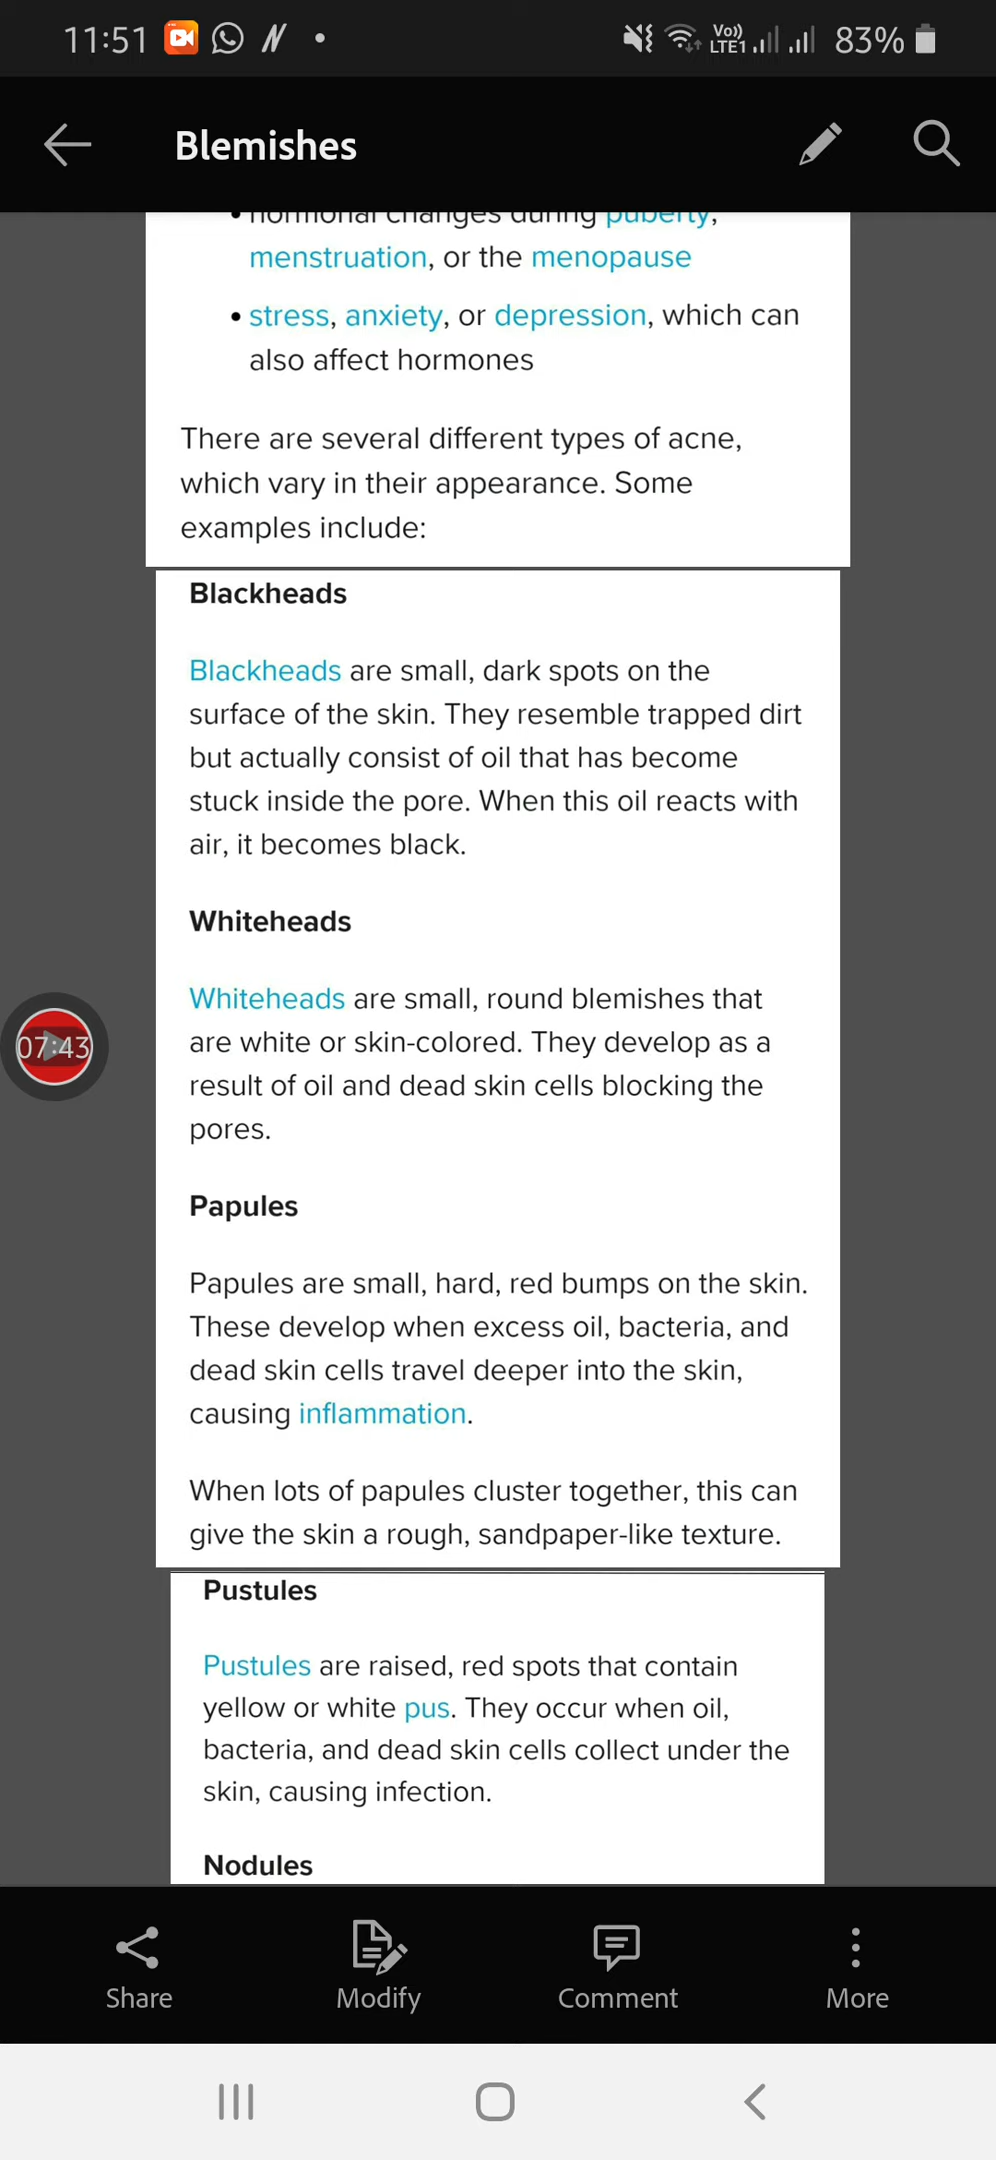 11:51
Vo))
LTE1
83%
Blemishes
• hormonal changes during puberty,
menstruation, or the menopause
• stress, anxiety, or depression, which can
also affect hormones
There are several different types of acne,
which vary in their appearance. Some
examples include:
Blackheads
Blackheads are small, dark spots on the
surface of the skin. They resemble trapped dirt
but actually consist of oil that has become
stuck inside the pore. When this oil reacts with
air, it becomes black.
Whiteheads
Whiteheads are small, round blemishes that
are white or skin-colored. They develop as a
result of oil and dead skin cells blocking the
pores.
07:43
Papules
Papules are small, hard, red bumps on the skin.
These develop when excess oil, bacteria, and
dead skin cells travel deeper into the skin,
causing inflammation.
When lots of papules cluster together, this can
give the skin a rough, sandpaper-like texture.
Pustules
Pustules are raised, red spots that contain
yellow or white pus. They occur when oil,
bacteria, and dead skin cells collect under the
skin, causing infection.
Nodules
Share
Modify
Comment
More